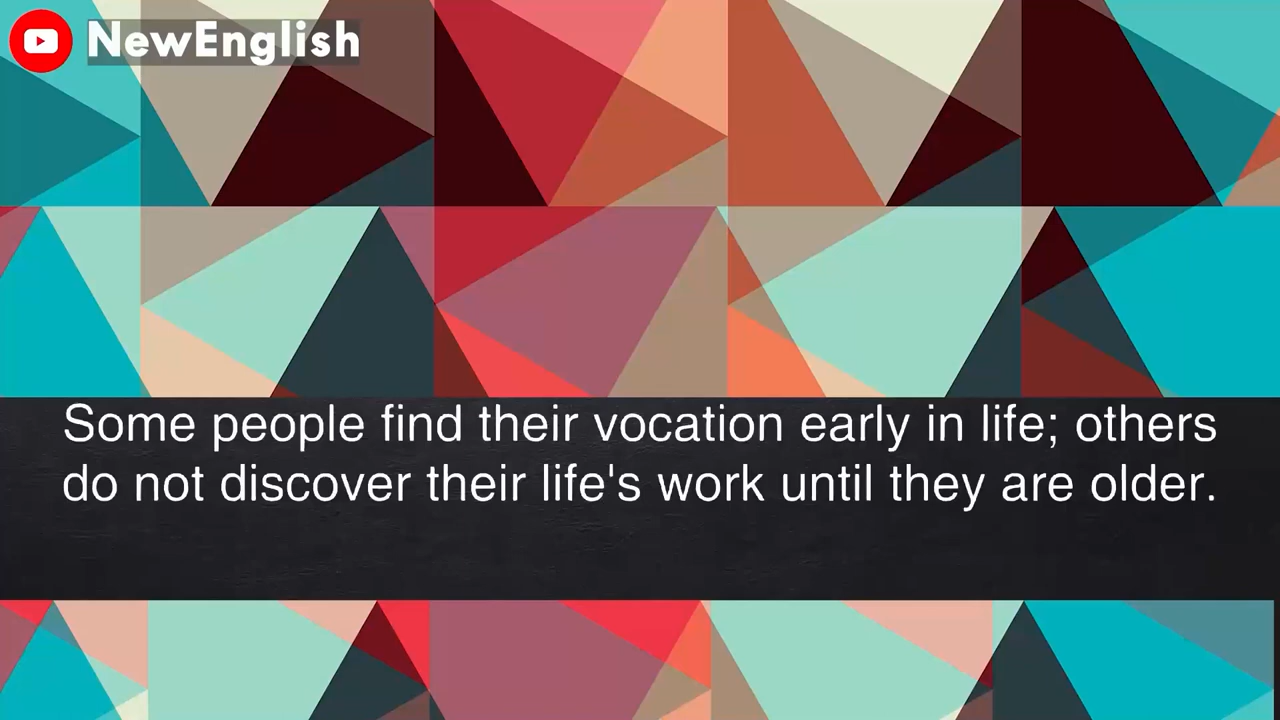 NewEnglish
Some people find their vocation early in life; others
do not discover their life's work until they are older.